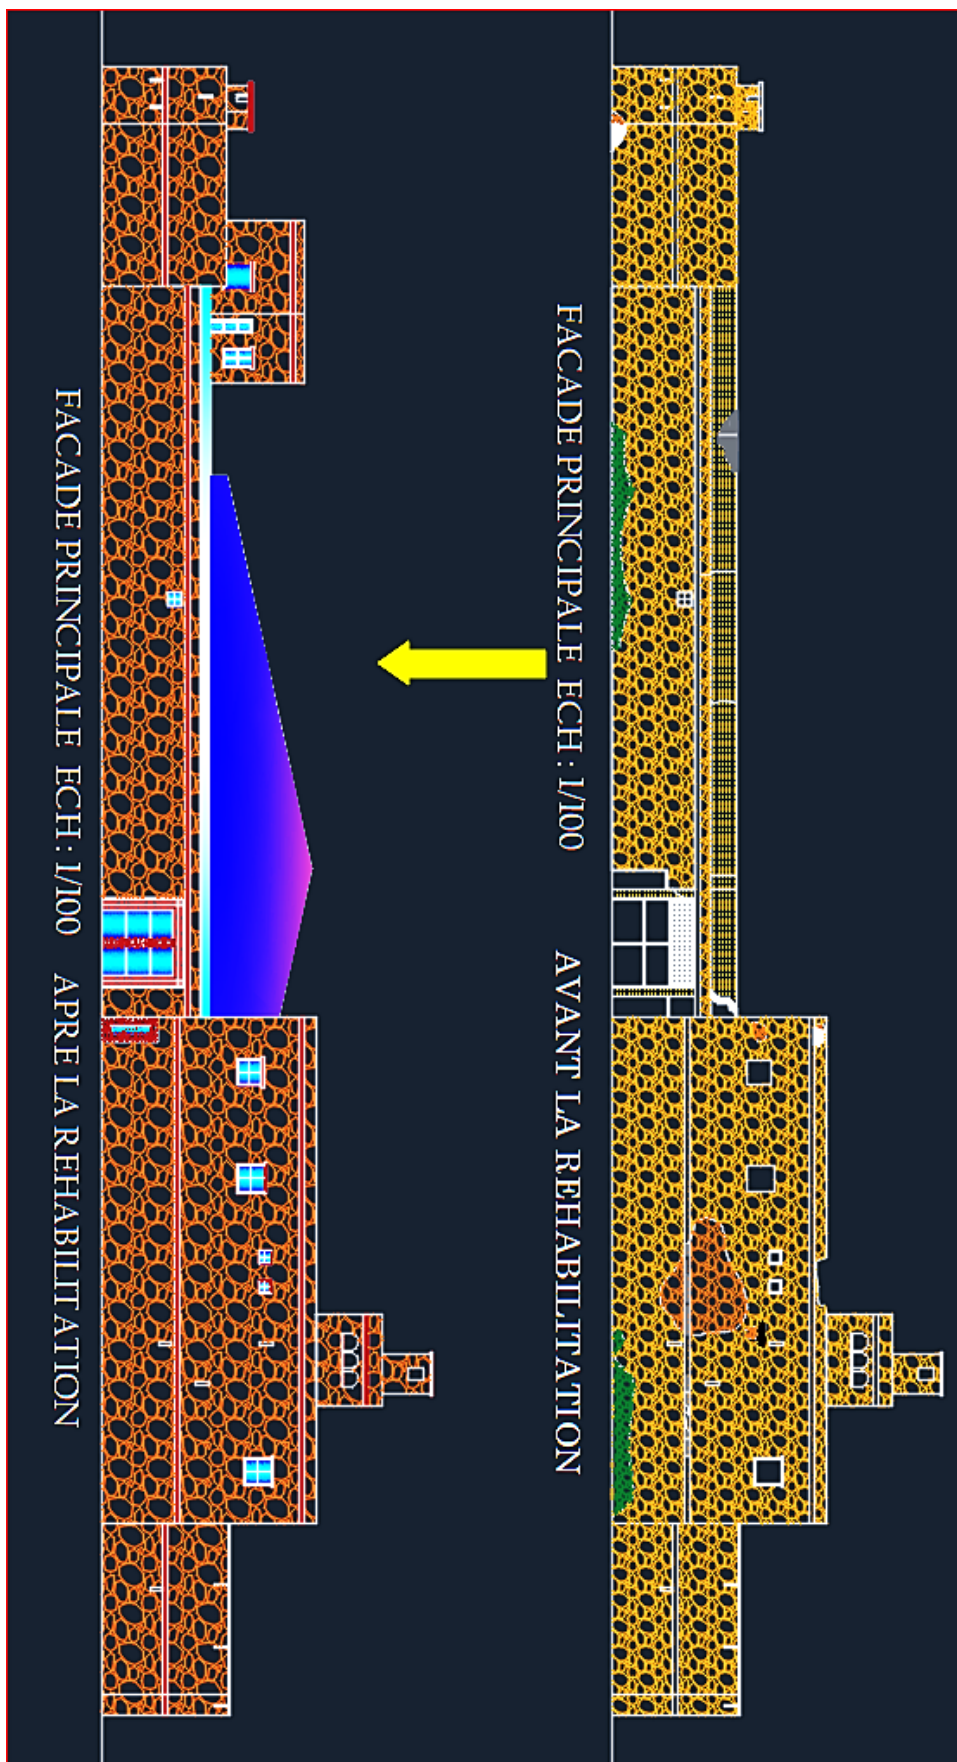 FACADE PRINCIPALE ECH : 1/100 AVANT LA REHABILITATION
FACADE PRINCIPALE ECH : 1/100 APRE LA REHABILITATION